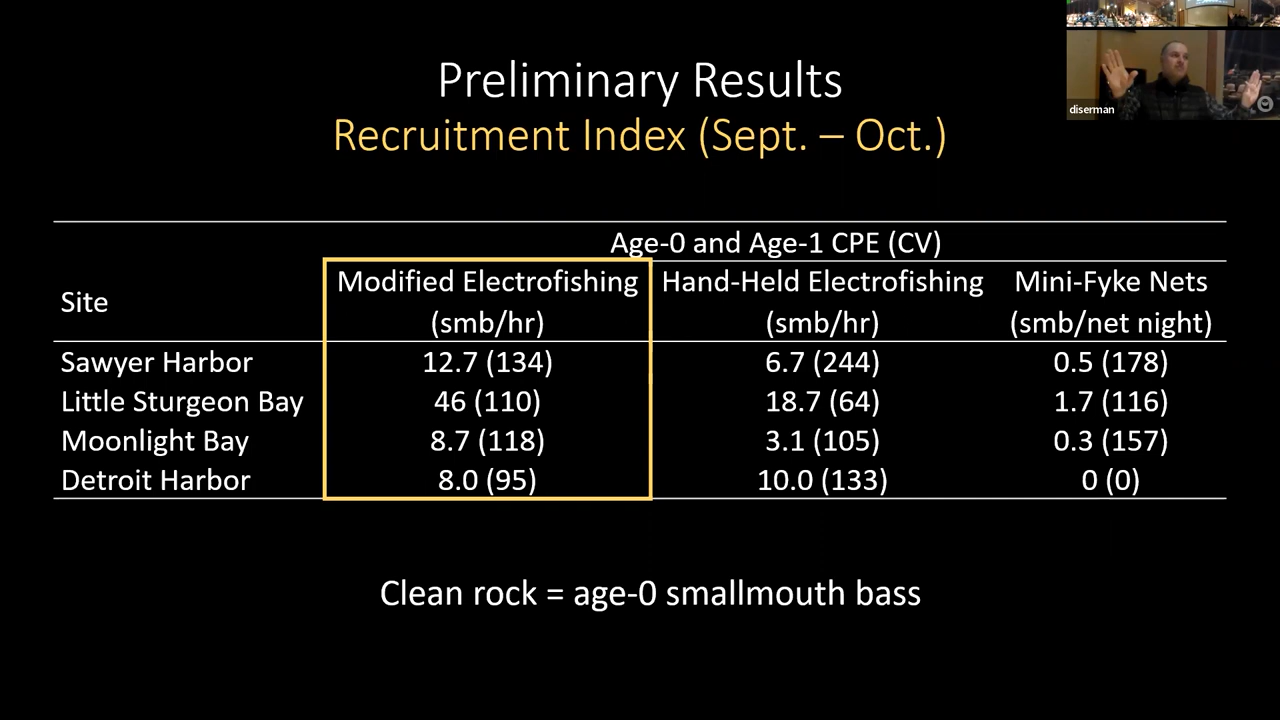 Preliminary Results
Recruitment Index (Sept. – Oct.)
diserman
Age-0 and Age-1 CPE (CV)
Site
Modified Electrofishing (smb/hr)
Hand-Held Electrofishing (smb/hr)
Mini-Fyke Nets (smb/net night)
Sawyer Harbor 12.7 (134) 6.7 (244) 0.5 (178)
Little Sturgeon Bay 46 (110) 18.7 (64) 1.7 (116)
Moonlight Bay 8.7 (118) 3.1 (105) 0.3 (157)
Detroit Harbor 8.0 (95) 10.0 (133) 0 (0)
Clean rock = age-0 smallmouth bass